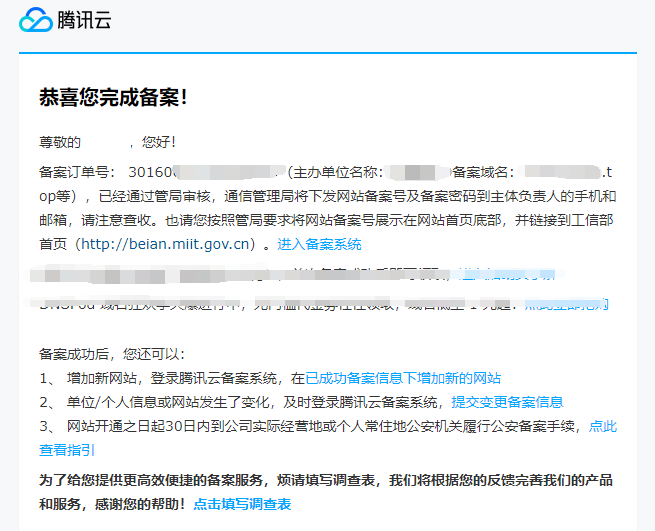 腾讯云
恭喜您完成备案！
尊敬的 ，您好！
备案订单号： 30160 （主办单位名称： 备案域名： .t
op等），已经通过管局审核，通信管理局将下发网站备案号及备案密码到主体负责人的手机和
邮箱，请注意查收。也请您按照管局要求将网站备案号展示在网站首页底部，并链接到工信部
首页（http://beian.miit.gov.cn）。进入备案系统
备案成功后，您还可以：
1、 增加新网站，登录腾讯云备案系统，在已成功备案信息下增加新的网站
2、 单位/个人信息或网站发生了变化，及时登录腾讯云备案系统，提交变更备案信息
3、 网站开通之日起30日内到公司实际经营地或个人常住地公安机关履行公安备案手续，点此
查看指引
为了给您提供更高效便捷的备案服务，烦请填写调查表，我们将根据您的反馈完善我们的产品
和服务，感谢您的帮助！点击填写调查表